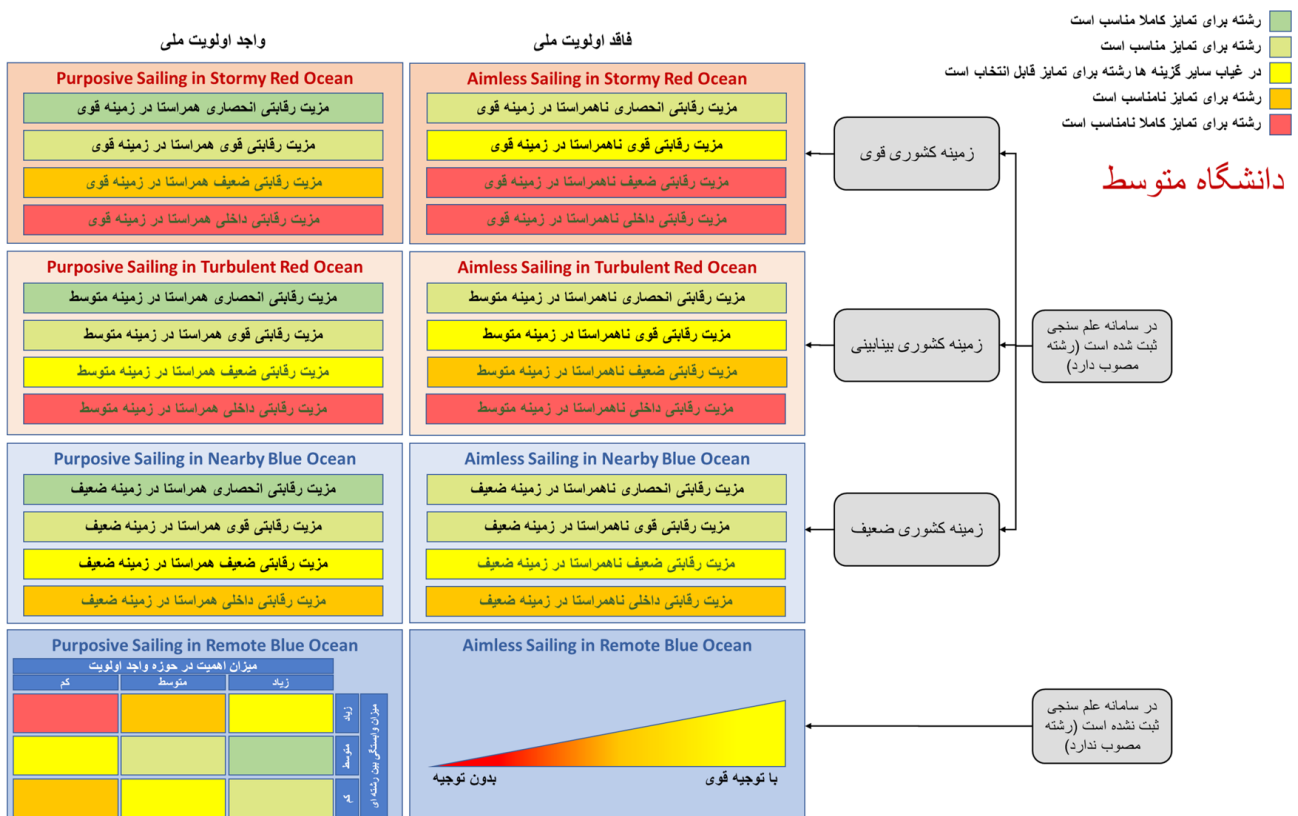 رشته برای تمایز کاملا مناسب است
رشته برای تمایز مناسب است
در غیاب سایر گزینه ها رشته برای تمایز قابل انتخاب است
رشته برای تمایز نامناسب است
رشته برای تمایز کاملا نامناسب است
دانشگاه متوسط
فاقد اولویت ملی
واجد اولویت ملی
زمینه کشوری قوی
Aimless Sailing in Stormy Red Ocean
مزیت رقابتی انحصاری ناهمراستا در زمینه قوی
مزیت رقابتی قوی ناهمراستا در زمینه قوی
مزیت رقابتی ضعیف ناهمراستا در زمینه قوی
مزیت رقابتی داخلی ناهمراستا در زمینه قوی
Purposive Sailing in Stormy Red Ocean
مزیت رقابتی انحصاری همراستا در زمینه قوی
مزیت رقابتی قوی همراستا در زمینه قوی
مزیت رقابتی ضعیف همراستا در زمینه قوی
مزیت رقابتی داخلی همراستا در زمینه قوی
در سامانه علم سنجی
ثبت شده است (رشته
مصوب دارد)
زمینه کشوری بینابینی
Aimless Sailing in Turbulent Red Ocean
مزیت رقابتی انحصاری ناهمراستا در زمینه متوسط
مزیت رقابتی قوی ناهمراستا در زمینه متوسط
مزیت رقابتی ضعیف ناهمراستا در زمینه متوسط
مزیت رقابتی داخلی ناهمراستا در زمینه متوسط
Purposive Sailing in Turbulent Red Ocean
مزیت رقابتی انحصاری همراستا در زمینه متوسط
مزیت رقابتی قوی همراستا در زمینه متوسط
مزیت رقابتی ضعیف همراستا در زمینه متوسط
مزیت رقابتی داخلی همراستا در زمینه متوسط
زمینه کشوری ضعیف
Aimless Sailing in Nearby Blue Ocean
مزیت رقابتی انحصاری ناهمراستا در زمینه ضعیف
مزیت رقابتی قوی ناهمراستا در زمینه ضعیف
مزیت رقابتی ضعیف ناهمراستا در زمینه ضعیف
مزیت رقابتی داخلی ناهمراستا در زمینه ضعیف
Purposive Sailing in Nearby Blue Ocean
مزیت رقابتی انحصاری همراستا در زمینه ضعیف
مزیت رقابتی قوی همراستا در زمینه ضعیف
مزیت رقابتی ضعیف همراستا در زمینه ضعیف
مزیت رقابتی داخلی همراستا در زمینه ضعیف
در سامانه علم سنجی
ثبت نشده است (رشته
مصوب ندارد)
Aimless Sailing in Remote Blue Ocean
با توجیه قوی
بدون توجیه
Purposive Sailing in Remote Blue Ocean
میزان اهمیت در حوزه واجد اولویت
زیاد
متوسط
کم
میزان وابستگی بین رشته ای
زیاد
متوسط
کم